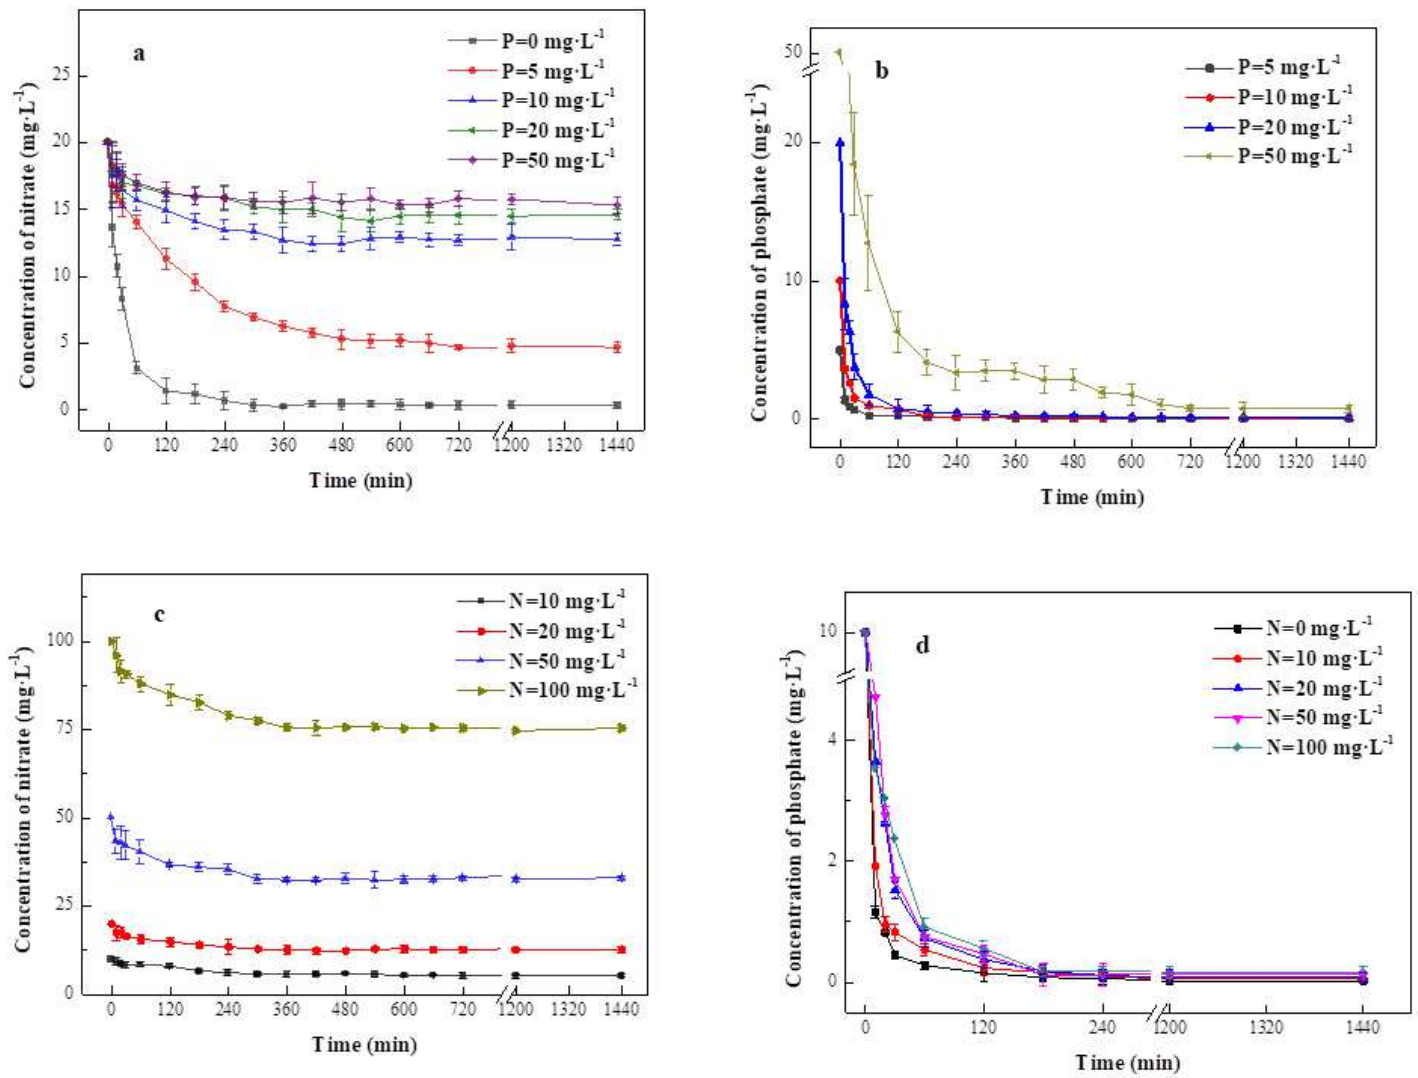 a
P=0 mg·L-1
P=5 mg·L-1
P=10 mg·L-1
P=20 mg·L-1
P=50 mg·L-1
Concentration of nitrate (mg·L-1)
25
20
15
10
5
0
0 120 240 360 480 600 720 1200 1320 1440
Time (min)
b
P=5 mg·L-1
P=10 mg·L-1
P=20 mg·L-1
P=50 mg·L-1
Concentration of phosphate (mg·L-1)
50
20
10
0
0 120 240 360 480 600 720 1200 1320 1440
Time (min)
c
N=10 mg·L-1
N=20 mg·L-1
N=50 mg·L-1
N=100 mg·L-1
Concentration of nitrate (mg·L-1)
100
75
50
25
0
0 120 240 360 480 600 720 1200 1320 1440
Time (min)
d
N=0 mg·L-1
N=10 mg·L-1
N=20 mg·L-1
N=50 mg·L-1
N=100 mg·L-1
Concentration of phosphate (mg·L-1)
10
4
2
0
0 120 240 1200 1320 1440
Time (min)